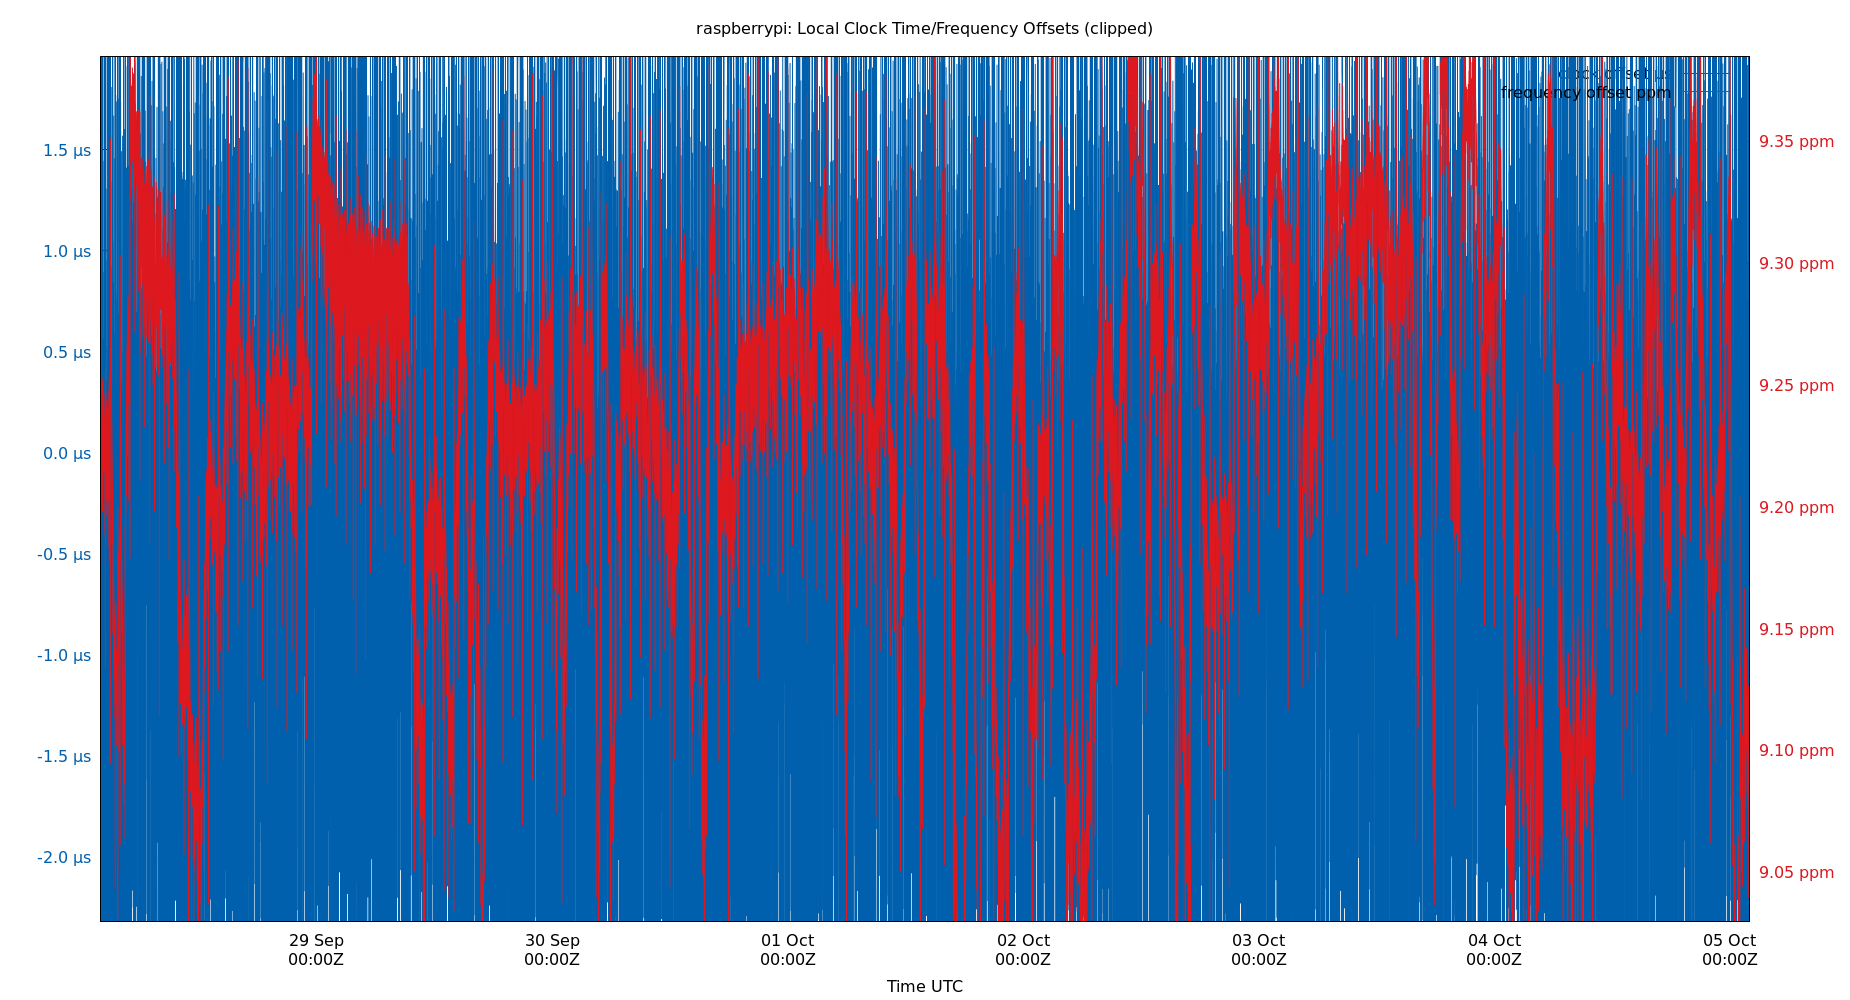 raspberrypi: Local Clock Time/Frequency Offsets (clipped)
clock offset μs
frequency offset ppm
1.5 μs
1.0 μs
0.5 μs
0.0 μs
-0.5 μs
-1.0 μs
-1.5 μs
-2.0 μs
9.35 ppm
9.30 ppm
9.25 ppm
9.20 ppm
9.15 ppm
9.10 ppm
9.05 ppm
29 Sep
00:00Z
30 Sep
00:00Z
01 Oct
00:00Z
02 Oct
00:00Z
03 Oct
00:00Z
04 Oct
00:00Z
05 Oct
00:00Z
Time UTC